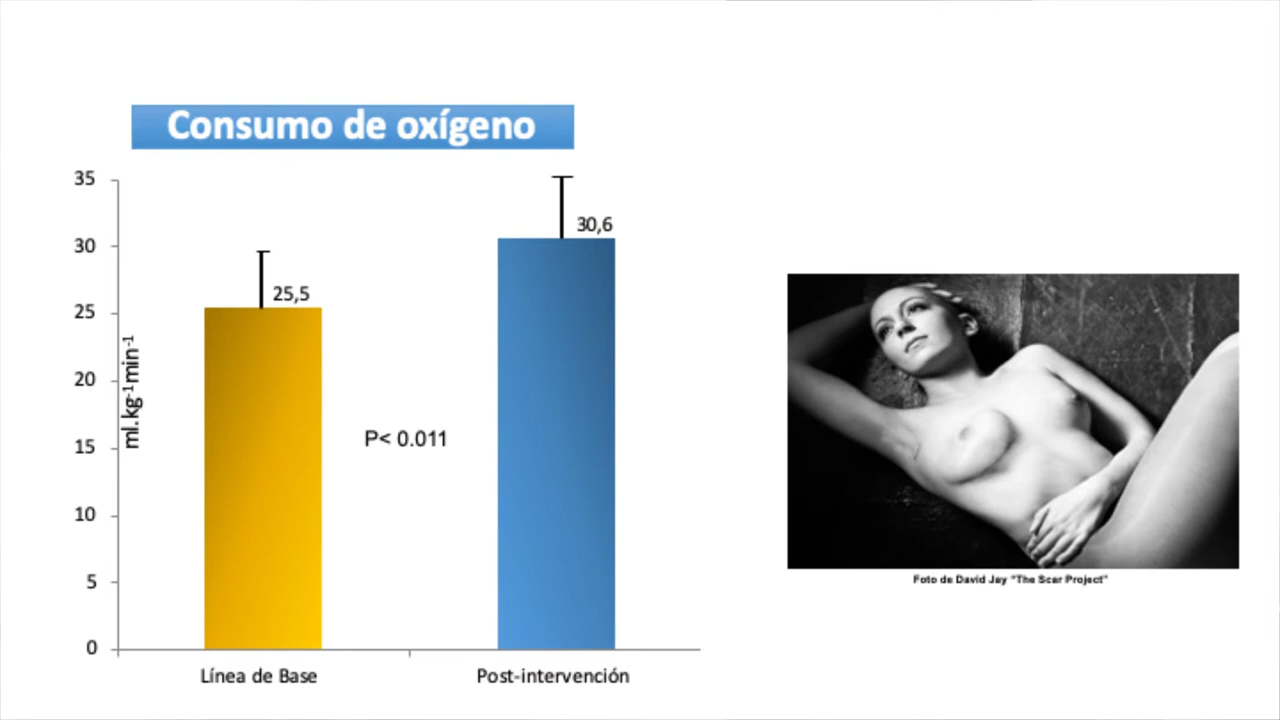 Consumo de oxígeno
35
30
25
20
15
10
5
0
ml.kg⁻¹min⁻¹
25,5
30,6
P< 0.011
Línea de Base
Post-intervención
Foto de David Jay "The Scar Project"